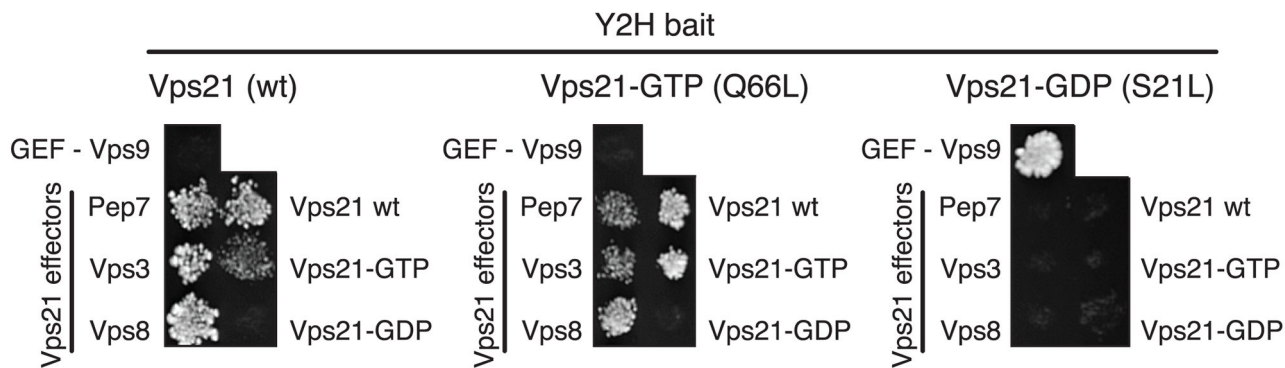 Y2H bait
Vps21 (wt)
GEF - Vps9
Vps21 effectors
Pep7
Vps21 wt
Vps3
Vps21-GTP
Vps8
Vps21-GDP
Vps21-GTP (Q66L)
GEF - Vps9
Vps21 effectors
Pep7
Vps21 wt
Vps3
Vps21-GTP
Vps8
Vps21-GDP
Vps21-GDP (S21L)
GEF - Vps9
Vps21 effectors
Pep7
Vps21 wt
Vps3
Vps21-GTP
Vps8
Vps21-GDP